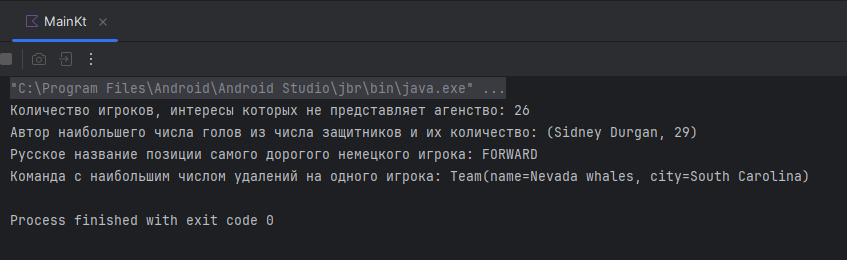 MainKt
"C:\Program Files\Android\Android Studio\jbr\bin\java.exe" ...
Количество игроков, интересы которых не представляет агенство: 26
Автор наибольшего числа голов из числа защитников и их количество: (Sidney Durgan, 29)
Русское название позиции самого дорогого немецкого игрока: FORWARD
Команда с наибольшим числом удалений на одного игрока: Team(name=Nevada whales, city=South Carolina)
Process finished with exit code 0